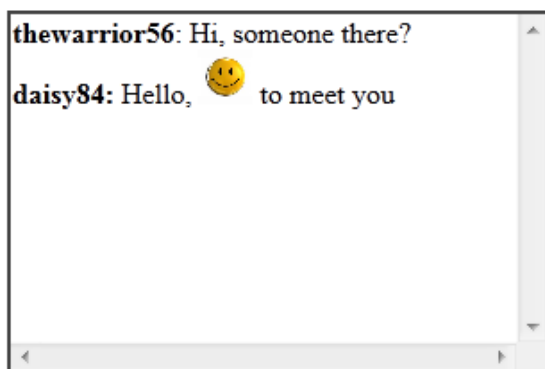 thewarrior56: Hi, someone there?
daisy84: Hello, to meet you